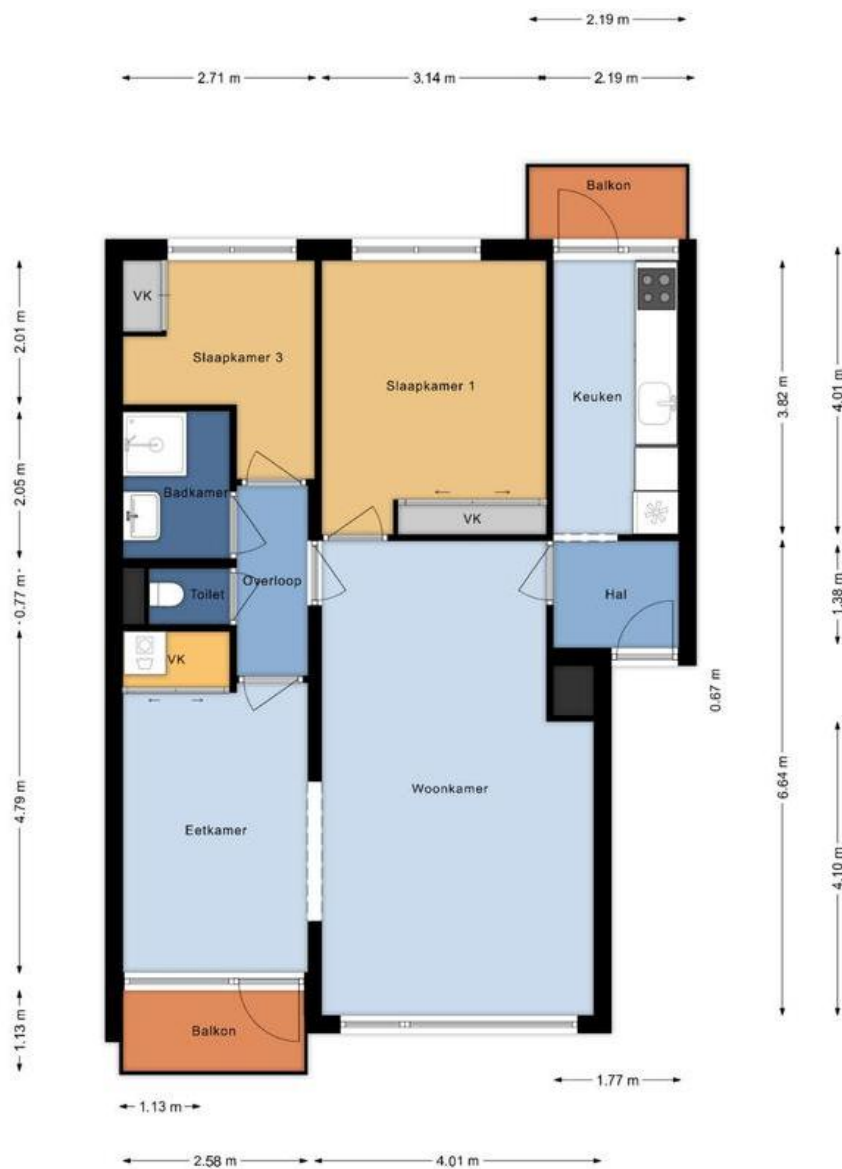 2.19 m
2.71 m
3.14 m
2.19 m
Balkon
VK
Slaapkamer 3
Slaapkamer 1
Keuken
2.01 m
3.82 m
4.01 m
Badkamer
VK
2.05 m
Toilet
Overloop
Hal
0.77 m
1.38 m
VK
0.67 m
Woonkamer
6.64 m
4.79 m
Eetkamer
4.10 m
Balkon
1.13 m
1.77 m
1.13 m
2.58 m
4.01 m